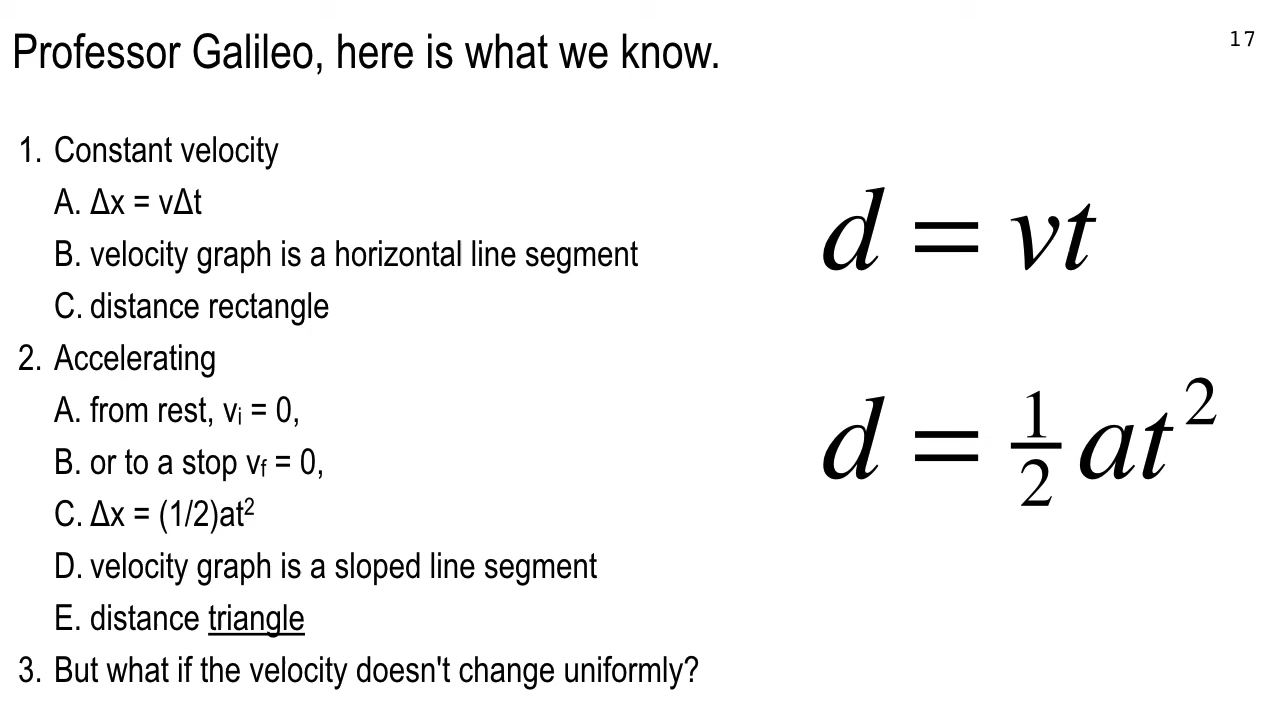 Professor Galileo, here is what we know.
17
1. Constant velocity
A. Δx = vΔt
B. velocity graph is a horizontal line segment
C. distance rectangle
2. Accelerating
A. from rest, vᵢ = 0,
B. or to a stop v_f = 0,
C. Δx = (1/2)at²
D. velocity graph is a sloped line segment
E. distance triangle
3. But what if the velocity doesn't change uniformly?
d = vt
d = ½at²